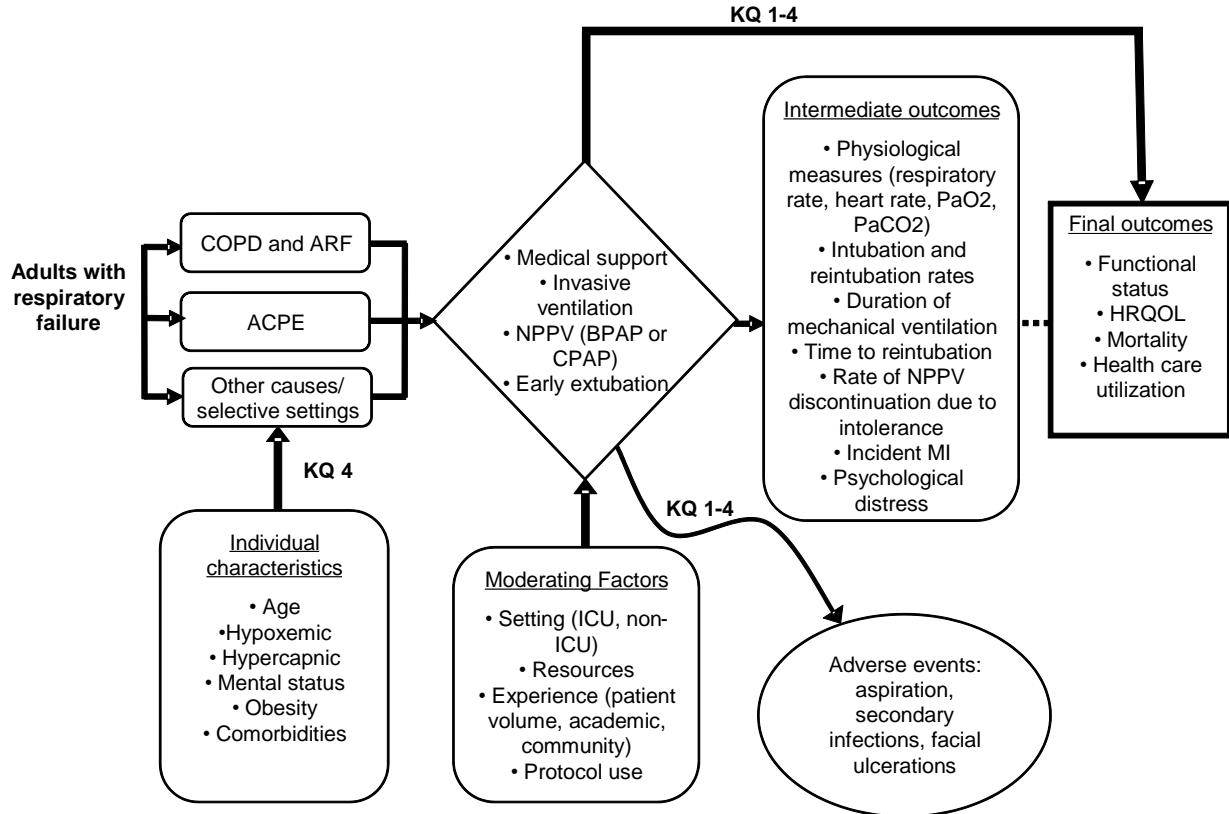 KQ 1-4
Adults with
respiratory
failure
COPD and ARF
ACPE
Other causes/
selective settings
KQ 4
Individual
characteristics
• Age
•Hypoxemic
• Hypercapnic
• Mental status
• Obesity
• Comorbidities
• Medical support
• Invasive
ventilation
• NPPV (BPAP or
CPAP)
• Early extubation
Moderating Factors
• Setting (ICU, non-
ICU)
• Resources
• Experience (patient
volume, academic,
community)
• Protocol use
KQ 1-4
Intermediate outcomes
• Physiological
measures (respiratory
rate, heart rate, PaO2,
PaCO2)
• Intubation and
reintubation rates
• Duration of
mechanical ventilation
• Time to reintubation
• Rate of NPPV
discontinuation due to
intolerance
• Incident MI
• Psychological
distress
Adverse events:
aspiration,
secondary
infections, facial
ulcerations
Final outcomes
• Functional
status
• HRQOL
• Mortality
• Health care
utilization